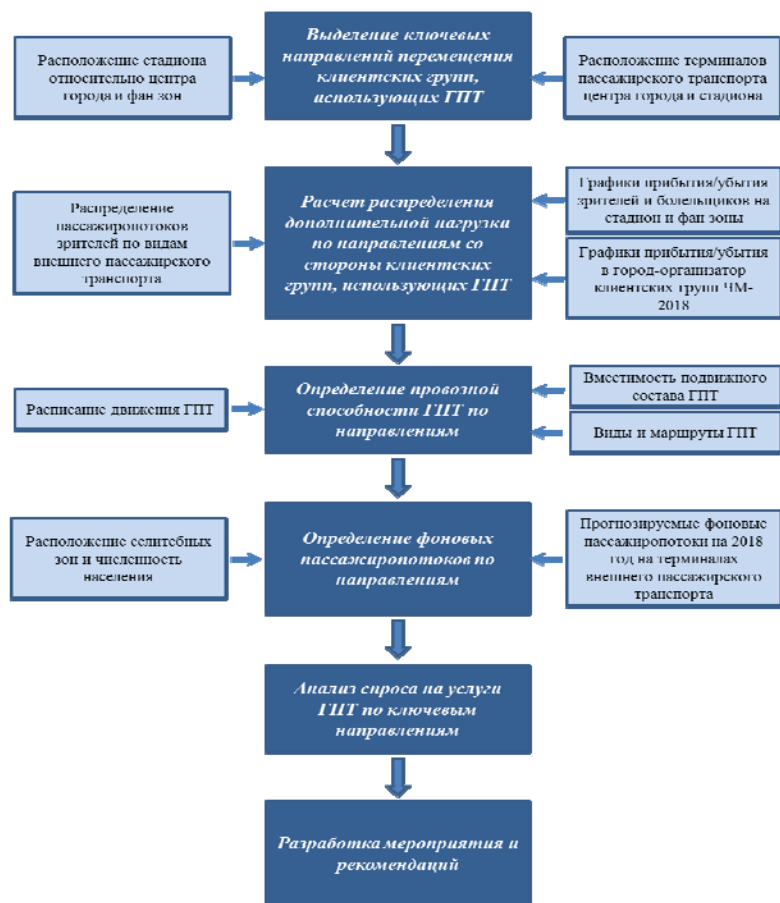 Выделение ключевых
направлений перемещения
клиентских групп,
использующих ГПТ
Расположение стадиона
относительно центра
города и фан зон
Расположение терминалов
пассажирского транспорта
центра города и стадиона
Расчет распределения
дополнительной нагрузки
по направлениям со
стороны клиентских
групп, использующих ГПТ
Распределение
пассажиропотоков
зрителей по видам
внешнего пассажирского
транспорта
Графики прибытия/убытия
зрителей и болельщиков на
стадион и фан зоны
Графики прибытия/убытия
в город-организатор
клиентских групп ЧМ-
2018
Определение провозной
способности ГПТ по
направлениям
Расписание движения ГПТ
Вместимость подвижного
состава ГПТ
Виды и маршруты ГПТ
Определение фоновых
пассажиропотоков по
направлениям
Расположение селитебных
зон и численность
населения
Прогнозируемые фоновые
пассажиропотоки на 2018
год на терминалах
внешнего пассажирского
транспорта
Анализ спроса на услуги
ГПТ по ключевым
направлениям
Разработка мероприятия и
рекомендаций